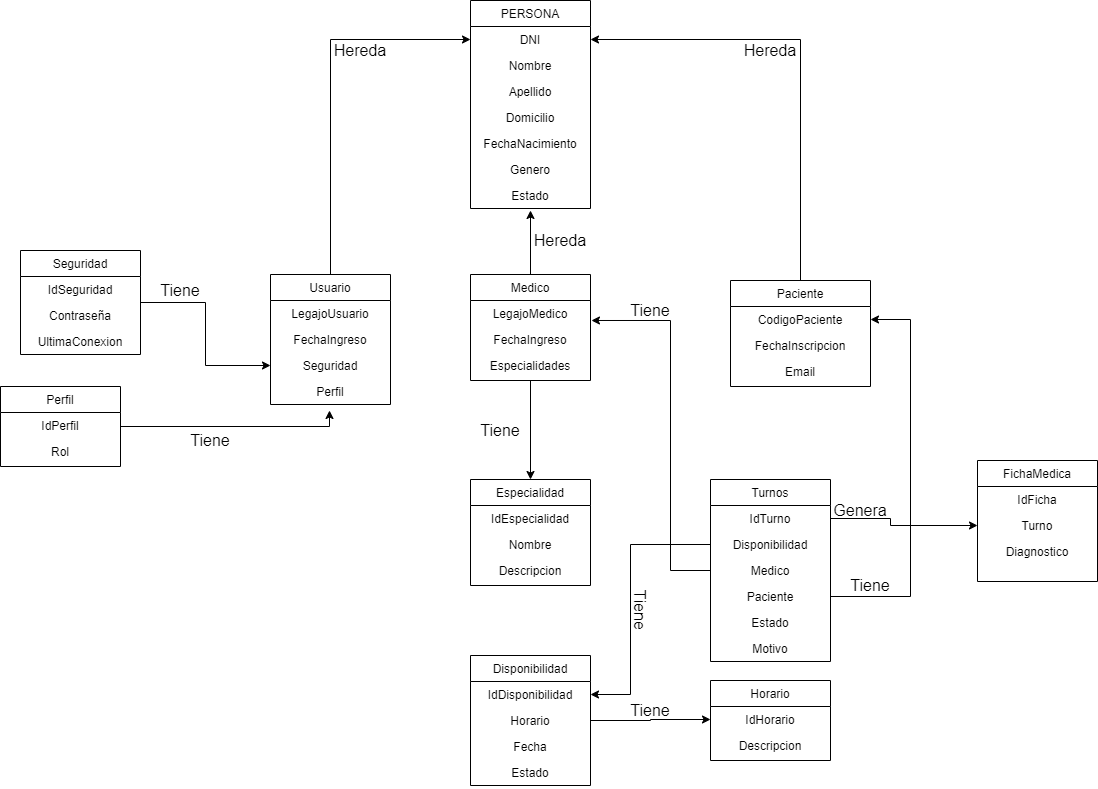 PERSONA
DNI
Nombre
Apellido
Domicilio
FechaNacimiento
Genero
Estado
Hereda
Hereda
Hereda
Seguridad
IdSeguridad
Contraseña
UltimaConexion
Tiene
Usuario
LegajoUsuario
FechaIngreso
Seguridad
Perfil
Medico
LegajoMedico
FechaIngreso
Especialidades
Tiene
Paciente
CodigoPaciente
FechaInscripcion
Email
Perfil
IdPerfil
Rol
Tiene
Tiene
Especialidad
IdEspecialidad
Nombre
Descripcion
Turnos
IdTurno
Disponibilidad
Medico
Paciente
Estado
Motivo
Genera
Tiene
FichaMedica
IdFicha
Turno
Diagnostico
Tiene
Disponibilidad
IdDisponibilidad
Horario
Fecha
Estado
Tiene
Horario
IdHorario
Descripcion